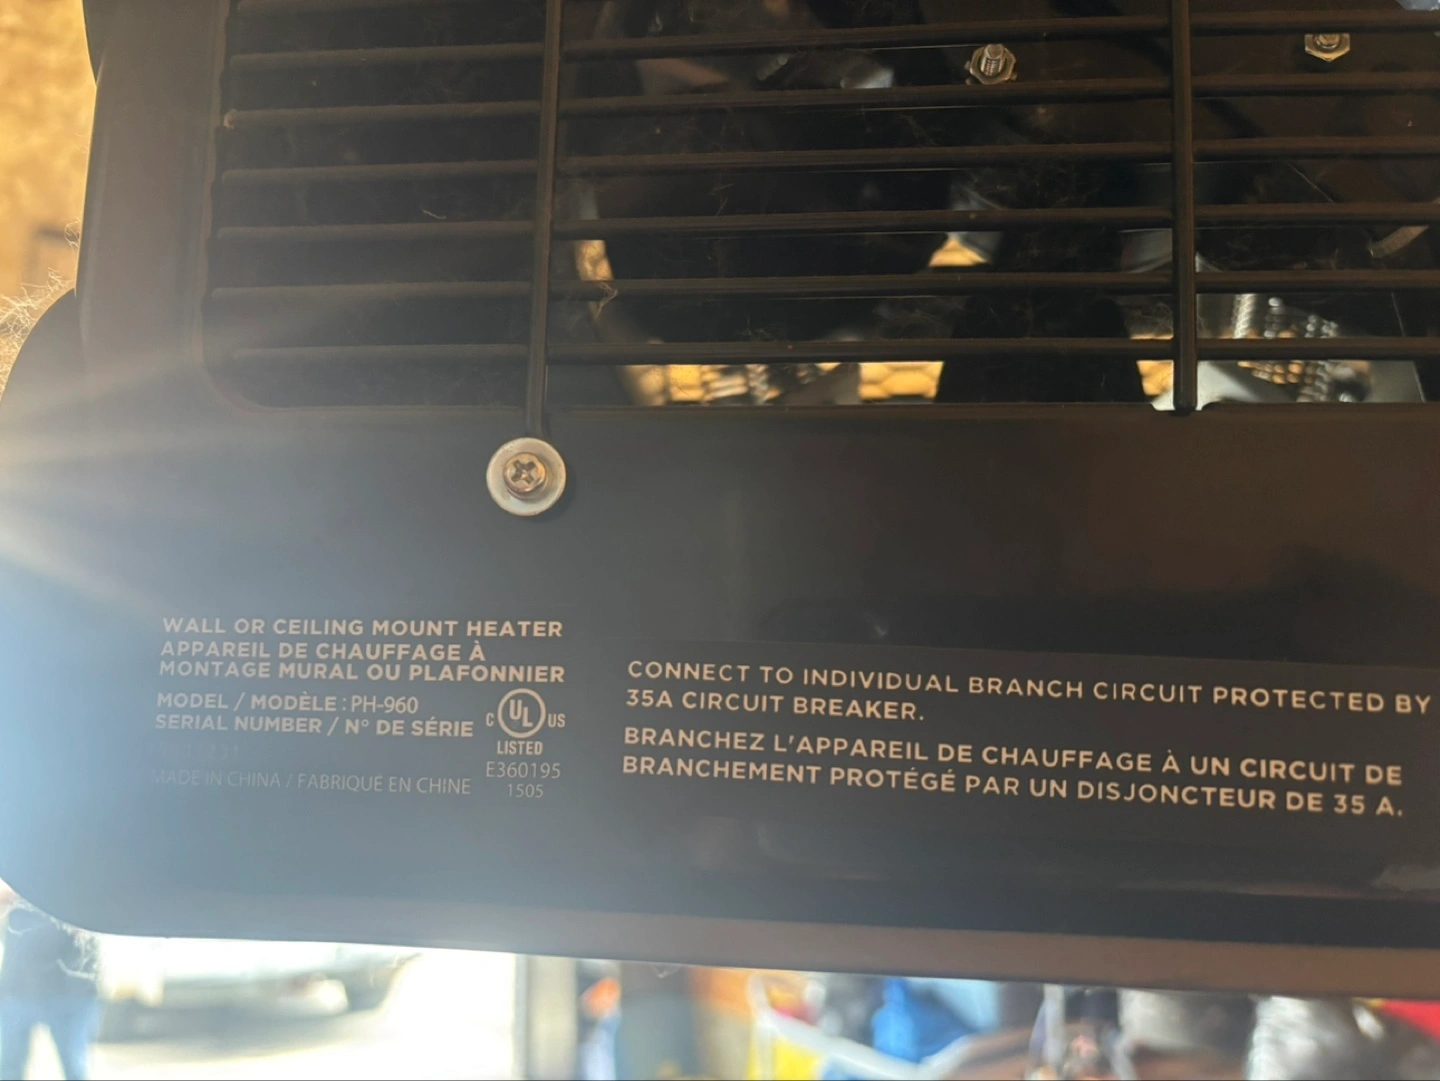 WALL OR CEILING MOUNT HEATER
APPAREIL DE CHAUFFAGE À
MONTAGE MURAL OU PLAFONNIER
MODEL / MODÈLE : PH-960
SERIAL NUMBER / N° DE SÉRIE
MADE IN CHINA / FABRIQUÉ EN CHINE
C UL US
LISTED
E360195
1505
CONNECT TO INDIVIDUAL BRANCH CIRCUIT PROTECTED BY
35A CIRCUIT BREAKER.
BRANCHEZ L'APPAREIL DE CHAUFFAGE À UN CIRCUIT DE
BRANCHEMENT PROTÉGÉ PAR UN DISJONCTEUR DE 35 A.